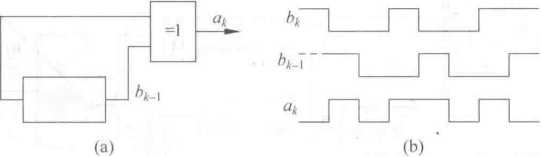 =1
a_k
b_{k-1}
(a)
b_k
b_{k-1}
a_k
(b)